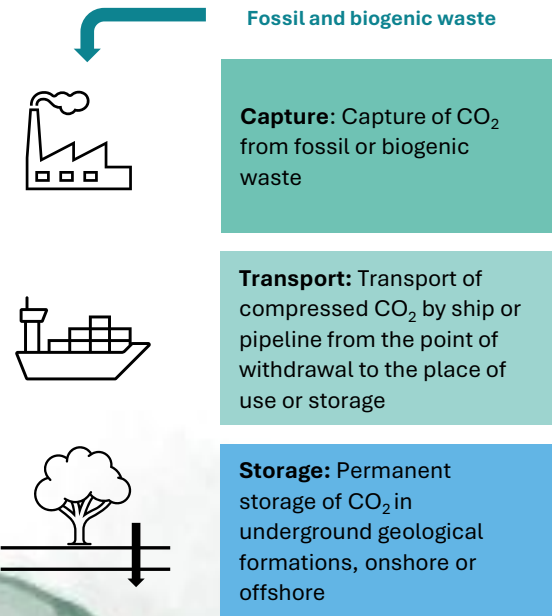 Fossil and biogenic waste
Capture: Capture of CO₂
from fossil or biogenic
waste
Transport: Transport of
compressed CO₂ by ship or
pipeline from the point of
withdrawal to the place of
use or storage
Storage: Permanent
storage of CO₂ in
underground geological
formations, onshore or
offshore